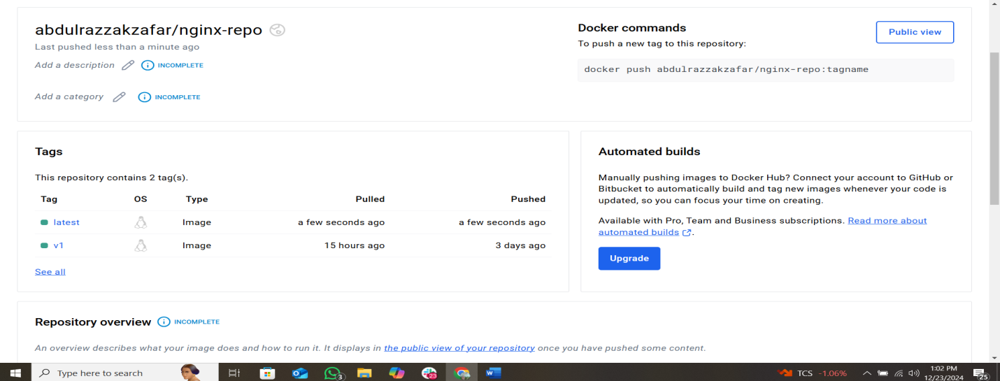 abdulrazzakzafar/nginx-repo
Last pushed less than a minute ago
Add a description INCOMPLETE
Add a category INCOMPLETE
Docker commands
Public view
To push a new tag to this repository:
docker push abdulrazzakzafar/nginx-repo:tagname
Tags
This repository contains 2 tag(s).
Tag OS Type Pulled Pushed
latest Image a few seconds ago a few seconds ago
v1 Image 15 hours ago 3 days ago
See all
Automated builds
Manually pushing images to Docker Hub? Connect your account to GitHub or
Bitbucket to automatically build and tag new images whenever your code is
updated, so you can focus your time on creating.
Available with Pro, Team and Business subscriptions. Read more about
automated builds.
Upgrade
Repository overview INCOMPLETE
An overview describes what your image does and how to run it. It displays in the public view of your repository once you have pushed some content.
Type here to search
3
23
TCS -1.06%
1:02 PM
12/23/2024
25